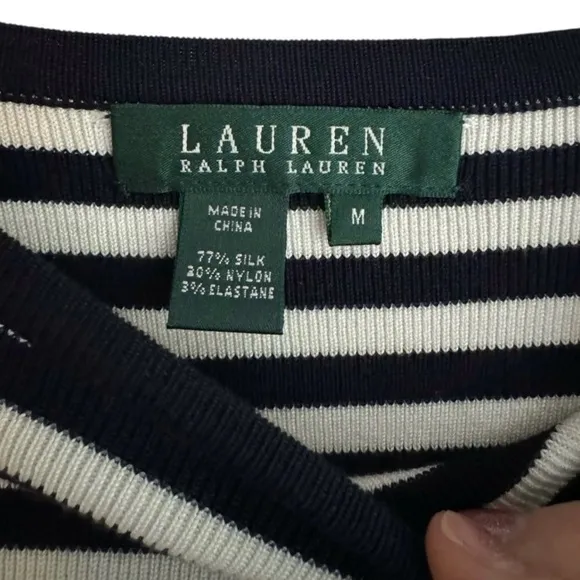 LAUREN
RALPH LAUREN
M
MADE IN
CHINA
77% SILK
20% NYLON
3% ELASTANE